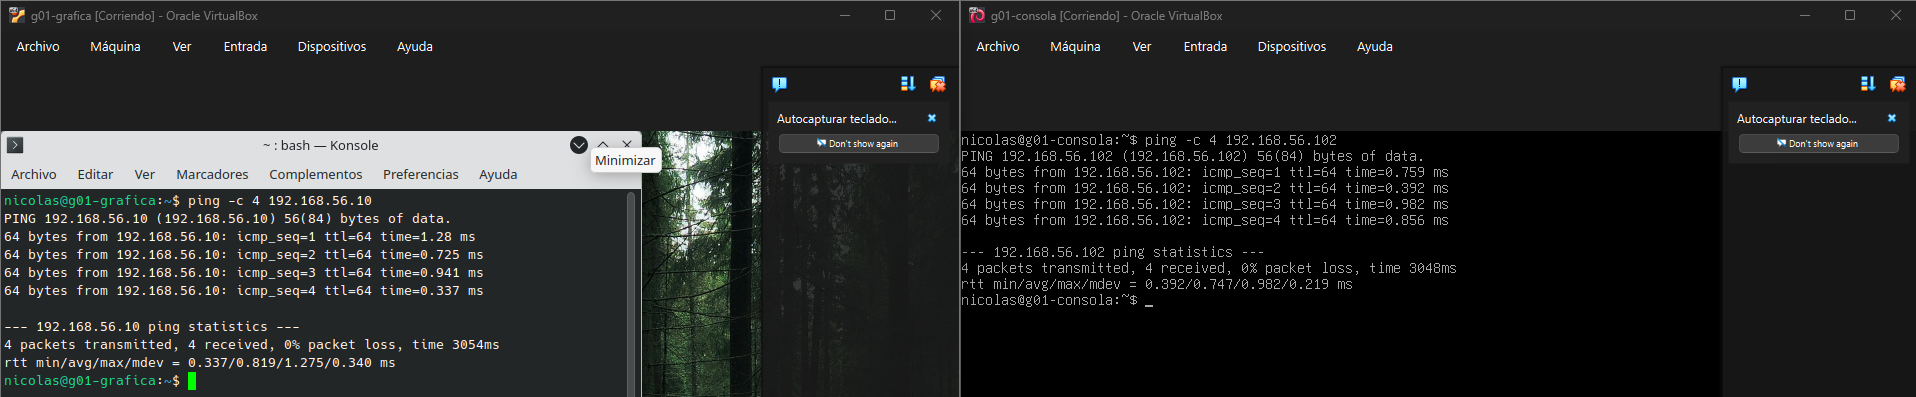 g01-grafica [Corriendo] - Oracle VirtualBox
Archivo Máquina Ver Entrada Dispositivos Ayuda
Autocapturar teclado...
Don't show again
~ : bash — Konsole
Minimizar
Archivo Editar Ver Marcadores Complementos Preferencias Ayuda
nicolas@g01-grafica:~$ ping -c 4 192.168.56.10
PING 192.168.56.10 (192.168.56.10) 56(84) bytes of data.
64 bytes from 192.168.56.10: icmp_seq=1 ttl=64 time=1.28 ms
64 bytes from 192.168.56.10: icmp_seq=2 ttl=64 time=0.725 ms
64 bytes from 192.168.56.10: icmp_seq=3 ttl=64 time=0.941 ms
64 bytes from 192.168.56.10: icmp_seq=4 ttl=64 time=0.337 ms
--- 192.168.56.10 ping statistics ---
4 packets transmitted, 4 received, 0% packet loss, time 3054ms
rtt min/avg/max/mdev = 0.337/0.819/1.275/0.340 ms
nicolas@g01-grafica:~$
g01-consola [Corriendo] - Oracle VirtualBox
Archivo Máquina Ver Entrada Dispositivos Ayuda
Autocapturar teclado...
Don't show again
nicolas@g01-consola:~$ ping -c 4 192.168.56.102
PING 192.168.56.102 (192.168.56.102) 56(84) bytes of data.
64 bytes from 192.168.56.102: icmp_seq=1 ttl=64 time=0.759 ms
64 bytes from 192.168.56.102: icmp_seq=2 ttl=64 time=0.392 ms
64 bytes from 192.168.56.102: icmp_seq=3 ttl=64 time=0.982 ms
64 bytes from 192.168.56.102: icmp_seq=4 ttl=64 time=0.856 ms
--- 192.168.56.102 ping statistics ---
4 packets transmitted, 4 received, 0% packet loss, time 3048ms
rtt min/avg/max/mdev = 0.392/0.747/0.982/0.219 ms
nicolas@g01-consola:~$ _